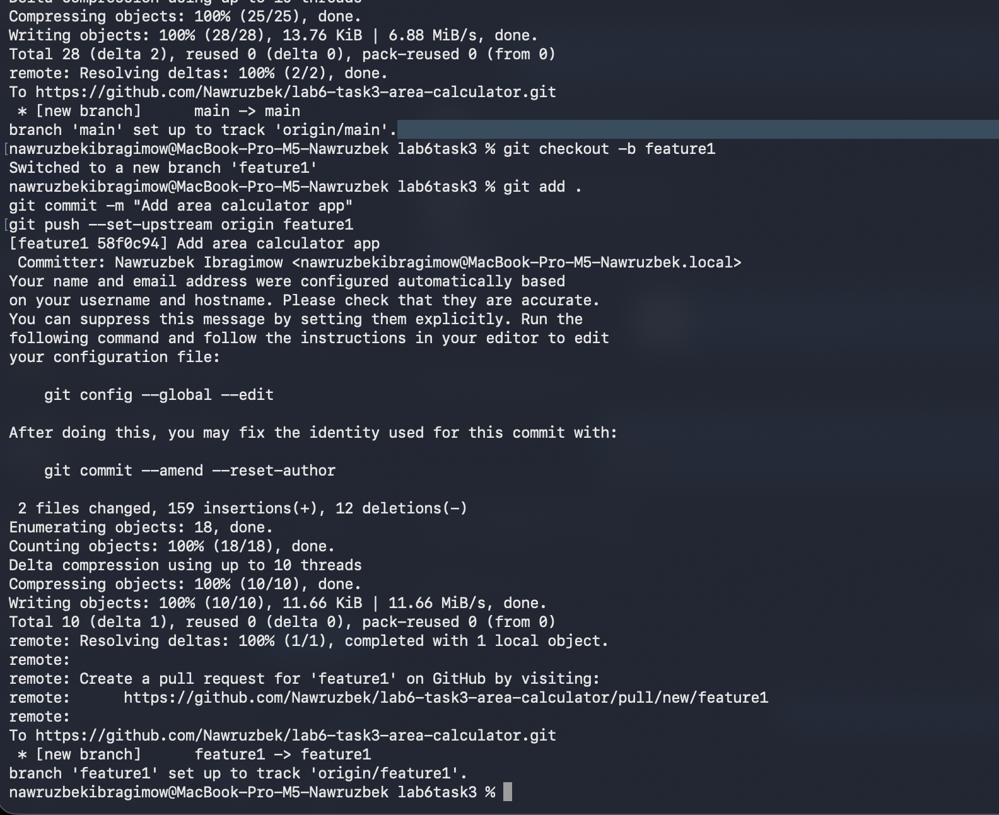 Delta compression using up to 10 threads
Compressing objects: 100% (25/25), done.
Writing objects: 100% (28/28), 13.76 KiB | 6.88 MiB/s, done.
Total 28 (delta 2), reused 0 (delta 0), pack-reused 0 (from 0)
remote: Resolving deltas: 100% (2/2), done.
To https://github.com/Nawruzbek/lab6-task3-area-calculator.git
 * [new branch]      main -> main
branch 'main' set up to track 'origin/main'.
[nawruzbekibragimow@MacBook-Pro-M5-Nawruzbek lab6task3 % git checkout -b feature1
Switched to a new branch 'feature1'
nawruzbekibragimow@MacBook-Pro-M5-Nawruzbek lab6task3 % git add .
git commit -m "Add area calculator app"
[git push --set-upstream origin feature1
[feature1 58f0c94] Add area calculator app
 Committer: Nawruzbek Ibragimow <nawruzbekibragimow@MacBook-Pro-M5-Nawruzbek.local>
Your name and email address were configured automatically based
on your username and hostname. Please check that they are accurate.
You can suppress this message by setting them explicitly. Run the
following command and follow the instructions in your editor to edit
your configuration file:
    git config --global --edit
After doing this, you may fix the identity used for this commit with:
    git commit --amend --reset-author
 2 files changed, 159 insertions(+), 12 deletions(-)
Enumerating objects: 18, done.
Counting objects: 100% (18/18), done.
Delta compression using up to 10 threads
Compressing objects: 100% (10/10), done.
Writing objects: 100% (10/10), 11.66 KiB | 11.66 MiB/s, done.
Total 10 (delta 1), reused 0 (delta 0), pack-reused 0 (from 0)
remote: Resolving deltas: 100% (1/1), completed with 1 local object.
remote:
remote: Create a pull request for 'feature1' on GitHub by visiting:
remote:      https://github.com/Nawruzbek/lab6-task3-area-calculator/pull/new/feature1
remote:
To https://github.com/Nawruzbek/lab6-task3-area-calculator.git
 * [new branch]      feature1 -> feature1
branch 'feature1' set up to track 'origin/feature1'.
nawruzbekibragimow@MacBook-Pro-M5-Nawruzbek lab6task3 %